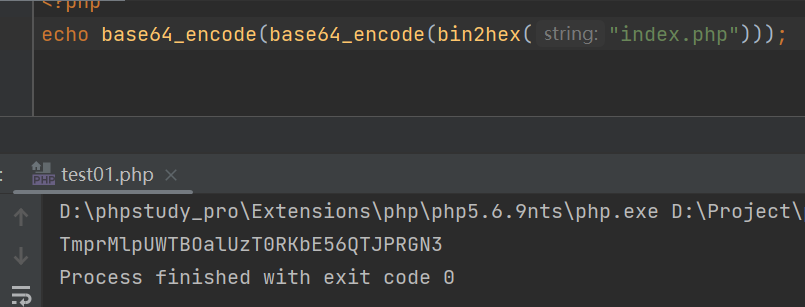 <?php
echo base64_encode(base64_encode(bin2hex( string: "index.php")));
: test01.php ×
D:\phpstudy_pro\Extensions\php\php5.6.9nts\php.exe D:\Project\
TmprMlpUWTBOalUzT0RKbE56QTJPRGN3
Process finished with exit code 0